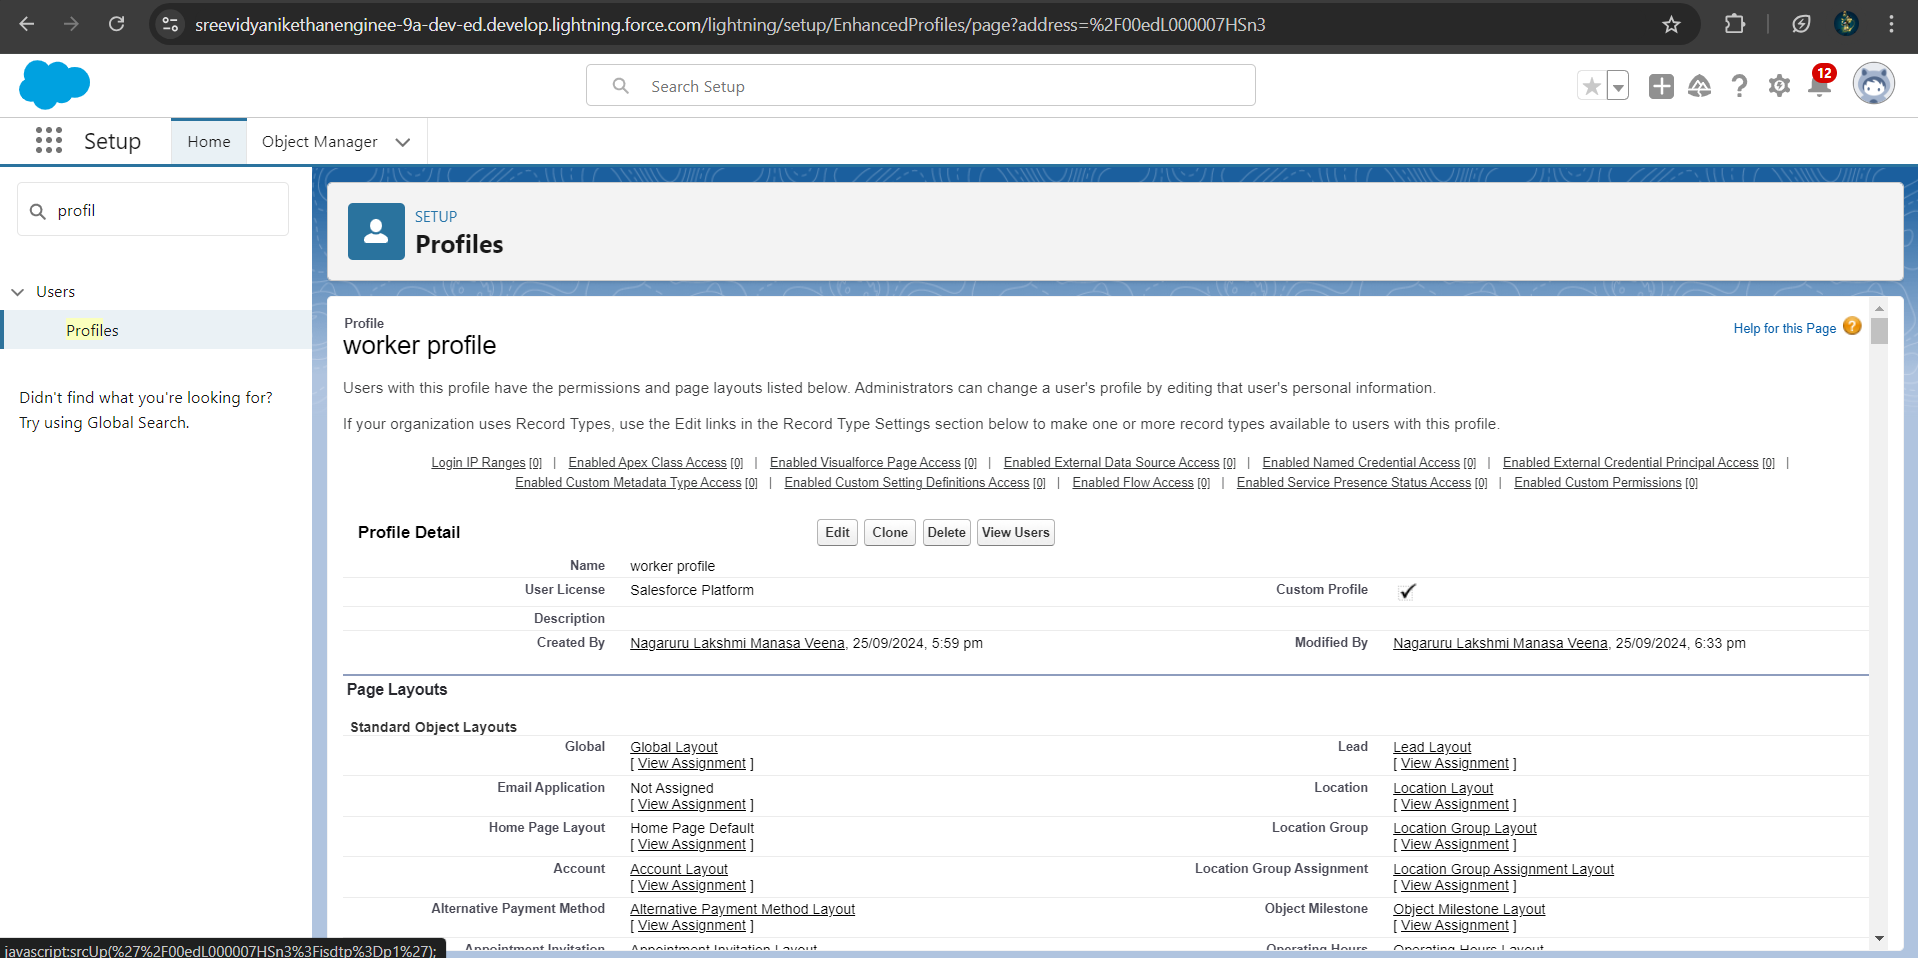 sreevidyanikethanenginee-9a-dev-ed.develop.lightning.force.com/lightning/setup/EnhancedProfiles/page?address=%2F00edL000007HSn3
Search Setup
12
Setup
Home
Object Manager
profil
Users
Profiles
Didn't find what you're looking for?
Try using Global Search.
SETUP
Profiles
Profile
worker profile
Help for this Page ?
Users with this profile have the permissions and page layouts listed below. Administrators can change a user's profile by editing that user's personal information.
If your organization uses Record Types, use the Edit links in the Record Type Settings section below to make one or more record types available to users with this profile.
Login IP Ranges [0] | Enabled Apex Class Access [0] | Enabled Visualforce Page Access [0] | Enabled External Data Source Access [0] | Enabled Named Credential Access [0] | Enabled External Credential Principal Access [0] |
Enabled Custom Metadata Type Access [0] | Enabled Custom Setting Definitions Access [0] | Enabled Flow Access [0] | Enabled Service Presence Status Access [0] | Enabled Custom Permissions [0]
Profile Detail Edit Clone Delete View Users
Name worker profile
User License Salesforce Platform Custom Profile ✓
Description
Created By Nagaruru Lakshmi Manasa Veena, 25/09/2024, 5:59 pm Modified By Nagaruru Lakshmi Manasa Veena, 25/09/2024, 6:33 pm
Page Layouts
Standard Object Layouts
Global Global Layout Lead Lead Layout
[ View Assignment ] [ View Assignment ]
Email Application Not Assigned Location Location Layout
[ View Assignment ] [ View Assignment ]
Home Page Layout Home Page Default Location Group Location Group Layout
[ View Assignment ] [ View Assignment ]
Account Account Layout Location Group Assignment Location Group Assignment Layout
[ View Assignment ] [ View Assignment ]
Alternative Payment Method Alternative Payment Method Layout Object Milestone Object Milestone Layout
[ View Assignment ] [ View Assignment ]
Appointment Invitation Appointment Invitation Layout Operating Hours Operating Hours Layout
javascript:srcUp(%27%2F00edL000007HSn3%3Fisdtp%3Dp1%27);